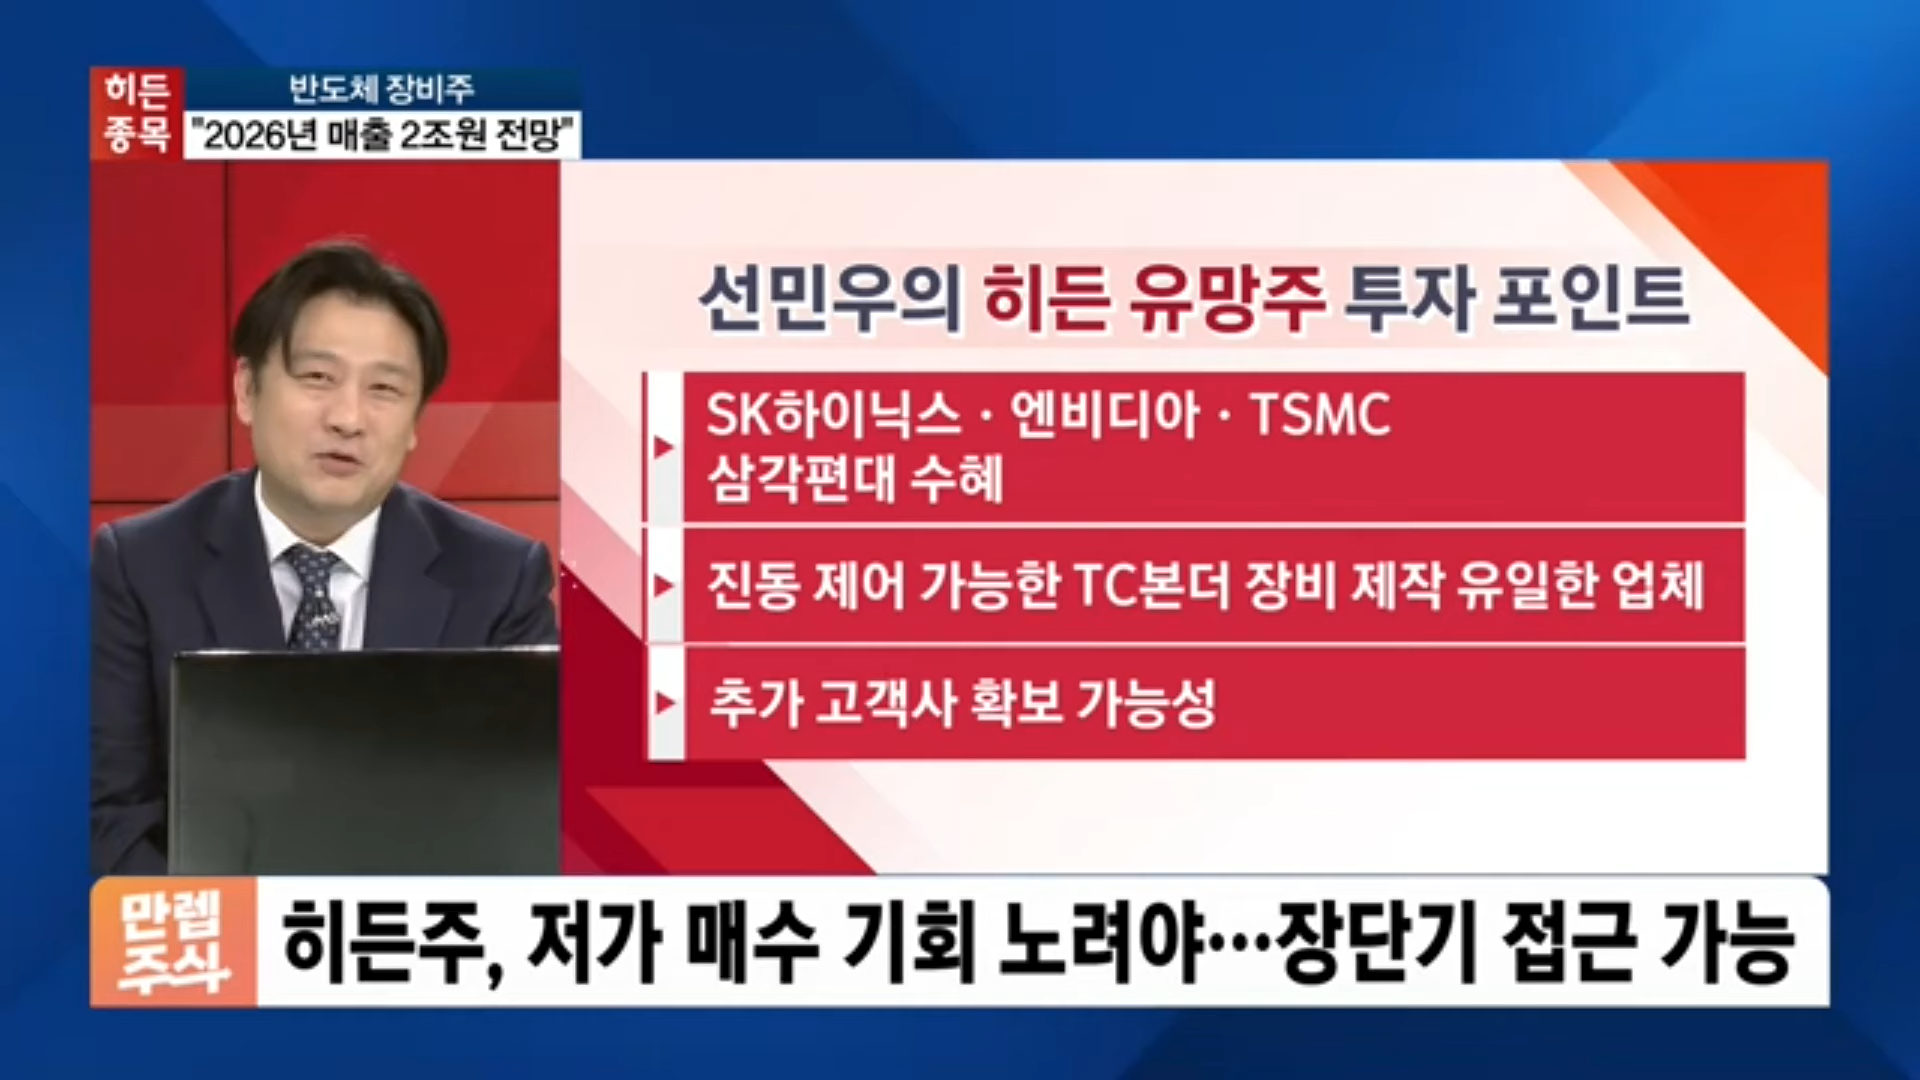 히든
종목
반도체 장비주
"2026년 매출 2조원 전망"
선민우의 히든 유망주 투자 포인트
SK하이닉스 · 엔비디아 · TSMC
삼각편대 수혜
진동 제어 가능한 TC본더 장비 제작 유일한 업체
추가 고객사 확보 가능성
만렙
주식
히든주, 저가 매수 기회 노려야…장단기 접근 가능